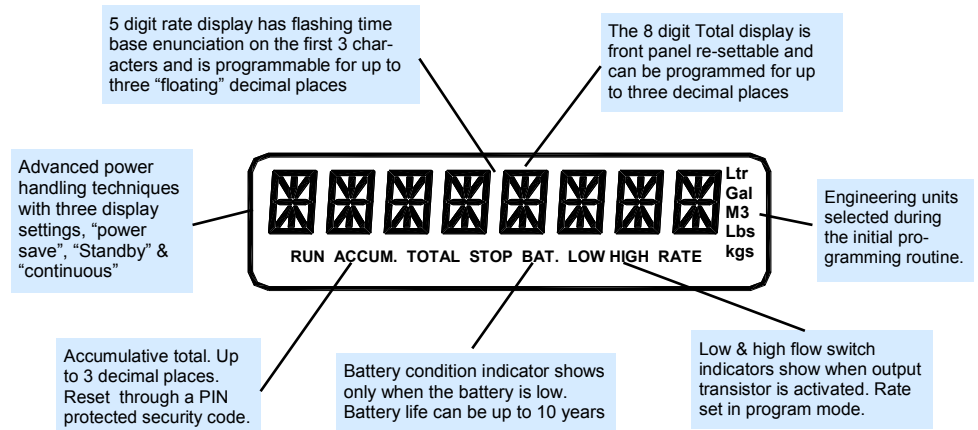 5 digit rate display has flashing time
base enunciation on the first 3 char-
acters and is programmable for up to
three “floating” decimal places
The 8 digit Total display is
front panel re-settable and
can be programmed for up
to three decimal places
Advanced power
handling techniques
with three display
settings, “power
save”, “Standby” &
“continuous”
Ltr
Gal
M3
Lbs
kgs
RUN ACCUM. TOTAL STOP BAT. LOW HIGH RATE
Engineering units
selected during
the initial pro-
gramming routine.
Accumulative total. Up
to 3 decimal places.
Reset through a PIN
protected security code.
Battery condition indicator shows
only when the battery is low.
Battery life can be up to 10 years
Low & high flow switch
indicators show when output
transistor is activated. Rate
set in program mode.